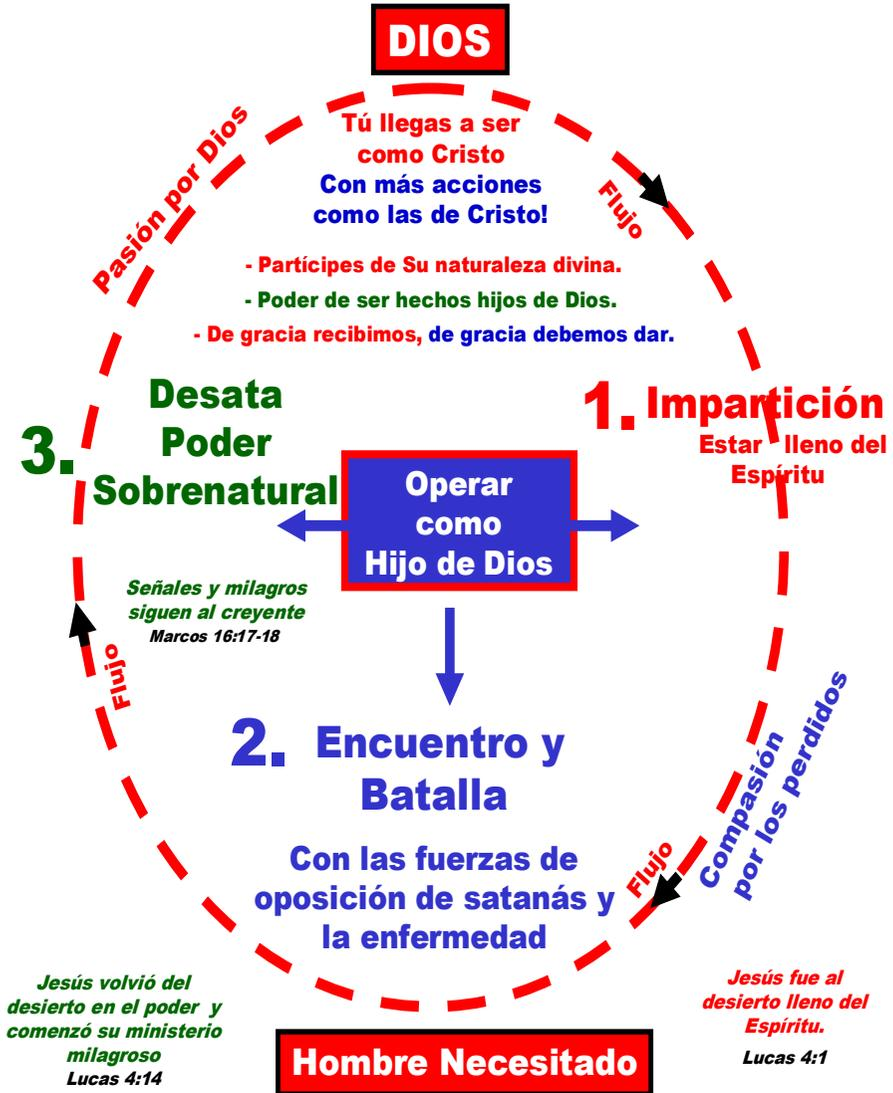 DIOS
Pasión por Dios
Tú llegas a ser
como Cristo
Con más acciones
como las de Cristo!
Flujo
- Partícipes de Su naturaleza divina.
- Poder de ser hechos hijos de Dios.
- De gracia recibimos, de gracia debemos dar.
1. Impartición
Estar lleno del
Espíritu
3.
Desata
Poder
Sobrenatural
Operar
como
Hijo de Dios
Señales y milagros
siguen al creyente
Marcos 16:17-18
Flujo
2. Encuentro y
Batalla
Con las fuerzas de
oposición de satanás y
la enfermedad
Flujo
Compasión
por los perdidos
Jesús volvió del
desierto en el poder y
comenzó su ministerio
milagroso
Lucas 4:14
Jesús fue al
desierto lleno del
Espíritu.
Lucas 4:1
Hombre Necesitado